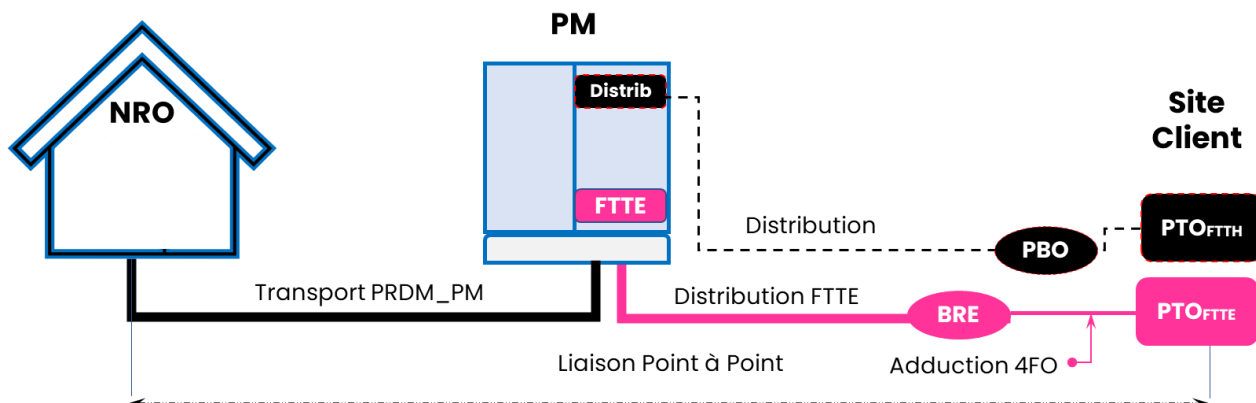 PM
NRO
Distrib
Site
Client
FTTE
Distribution
PTOFTTH
PBO
Transport PRDM_PM
Distribution FTTE
BRE
PTOFTTE
Liaison Point à Point
Adduction 4FO